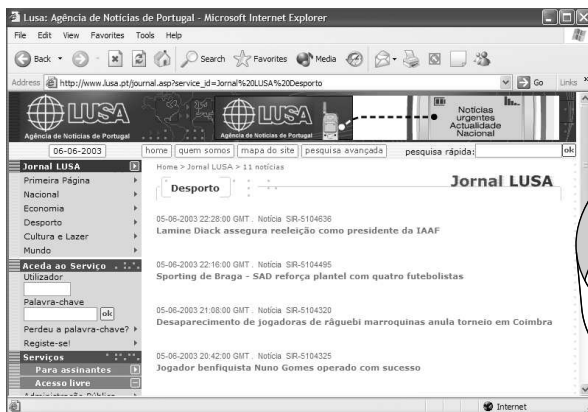 Lusa: Agência de Notícias de Portugal - Microsoft Internet Explorer
File Edit View Favorites Tools Help
Back Search Favorites Media
Address http://www.lusa.pt/journal.asp?service_id=Jornal%20LUSA%20Desporto Go Links »
LUSA
Agência de Notícias de Portugal
LUSA
Agência de Notícias de Portugal
Notícias
urgentes
Actualidade
Nacional
06-06-2003 home quem somos mapa do site pesquisa avançada pesquisa rápida: ok
Jornal LUSA
Primeira Página
Nacional
Economia
Desporto
Cultura e Lazer
Mundo
Aceda ao Serviço
Utilizador
Palavra-chave
ok
Perdeu a palavra-chave?
Registe-se!
Serviços
Para assinantes
Acesso livre
Administração Pública
Home > Jornal LUSA > 11 notícias
Desporto
Jornal LUSA
05-06-2003 22:28:00 GMT . Notícia SIR-5104636
Lamine Diack assegura reeleição como presidente da IAAF
05-06-2003 22:16:00 GMT . Notícia SIR-5104495
Sporting de Braga - SAD reforça plantel com quatro futebolistas
05-06-2003 21:08:00 GMT . Notícia SIR-5104320
Desaparecimento de jogadoras de râguebi marroquinas anula torneio em Coimbra
05-06-2003 20:42:00 GMT . Notícia SIR-5104325
Jogador benfiquista Nuno Gomes operado com sucesso
Internet